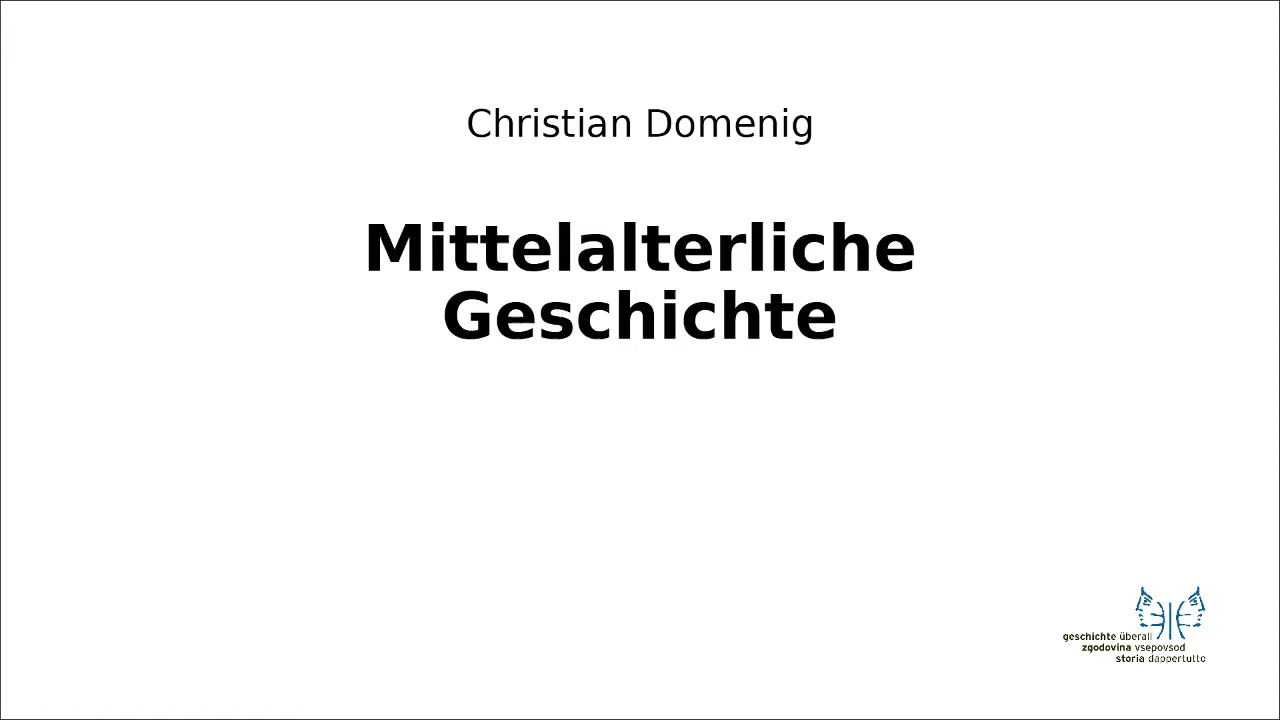 Christian Domenig
Mittelalterliche
Geschichte
geschichte überall
zgodovina vsepovsod
storia dappertutto